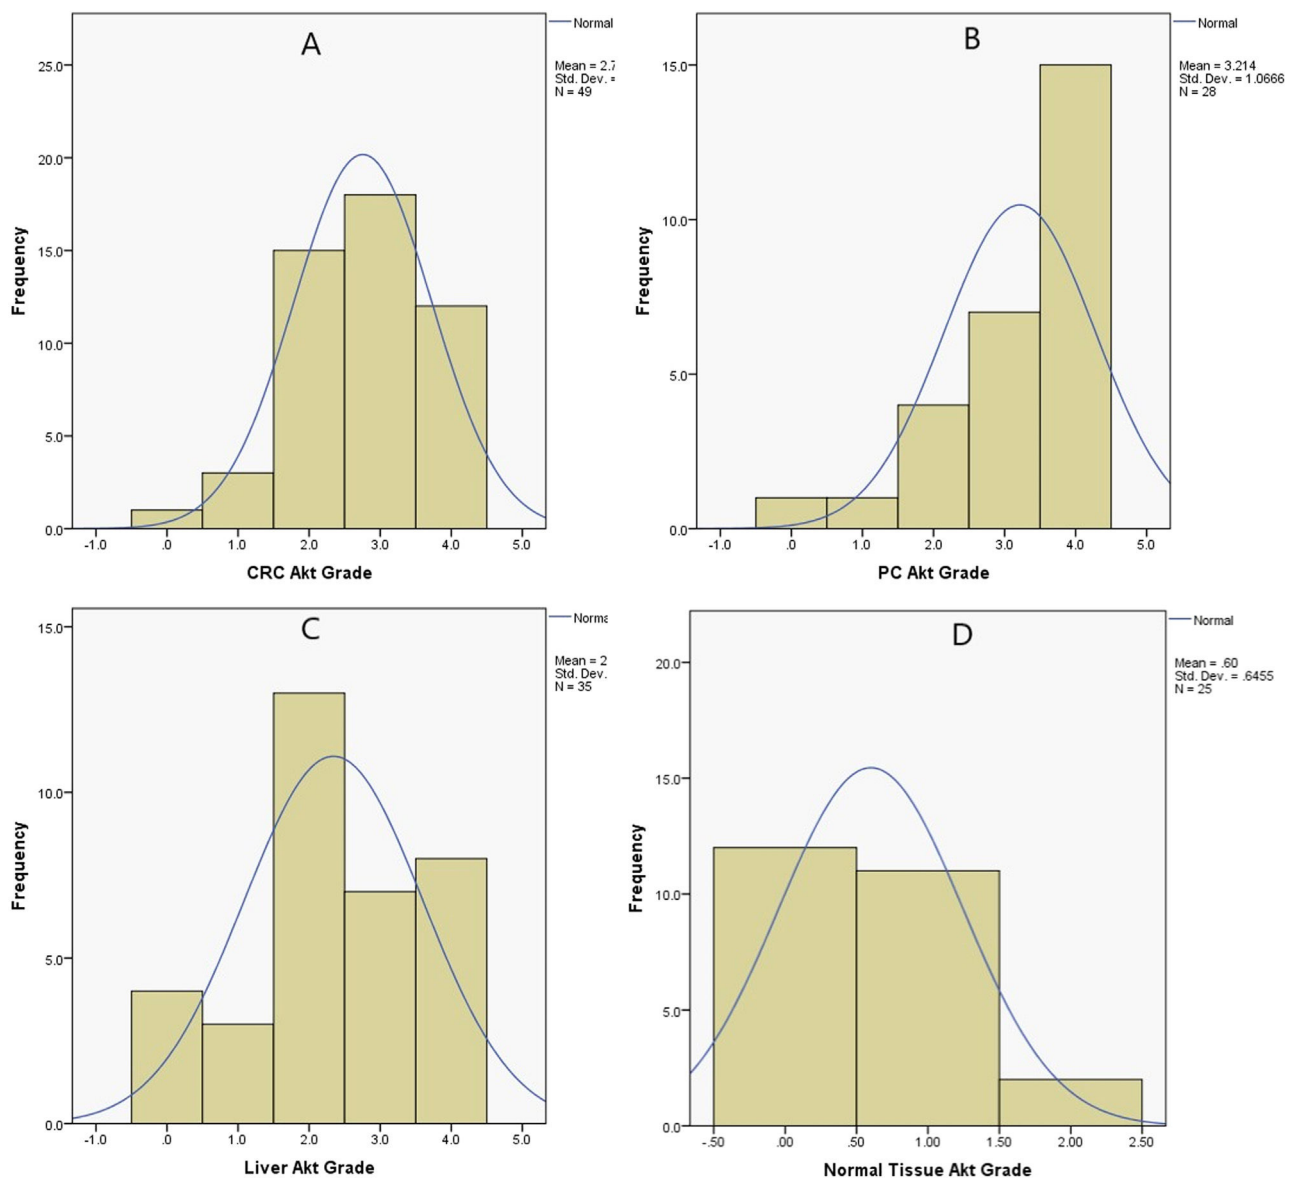 A
Normal
Mean = 2.7
Std. Dev. =
N = 49
25.0
20.0
15.0
10.0
5.0
0.0
Frequency
-1.0 .0 1.0 2.0 3.0 4.0 5.0
CRC Akt Grade
B
Normal
Mean = 3.214
Std. Dev. = 1.0666
N = 28
15.0
10.0
5.0
0.0
Frequency
-1.0 .0 1.0 2.0 3.0 4.0 5.0
PC Akt Grade
C
Norma
Mean = 2
Std. Dev.
N = 35
15.0
10.0
5.0
0.0
Frequency
-1.0 .0 1.0 2.0 3.0 4.0 5.0
Liver Akt Grade
D
Normal
Mean = .60
Std. Dev. = .6455
N = 25
20.0
15.0
10.0
5.0
0.0
Frequency
-.50 .00 .50 1.00 1.50 2.00 2.50
Normal Tissue Akt Grade